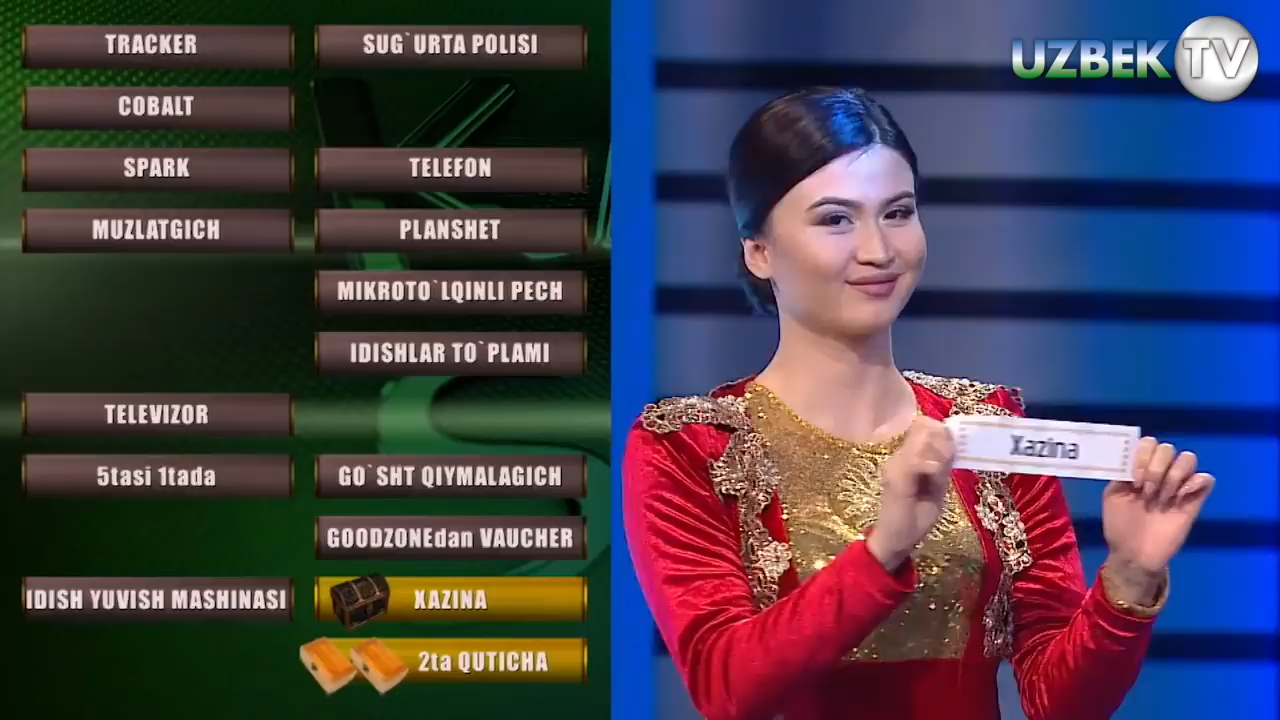 TRACKER
COBALT
SPARK
MUZLATGICH
TELEVIZOR
5tasi 1tada
IDISH YUVISH MASHINASI
SUG`URTA POLISI
TELEFON
PLANSHET
MIKROTO`LQINLI PECH
IDISHLAR TO`PLAMI
GO`SHT QIYMALAGICH
GOODZONEdan VAUCHER
XAZINA
2ta QUTICHA
UZBEK TV
Xazina